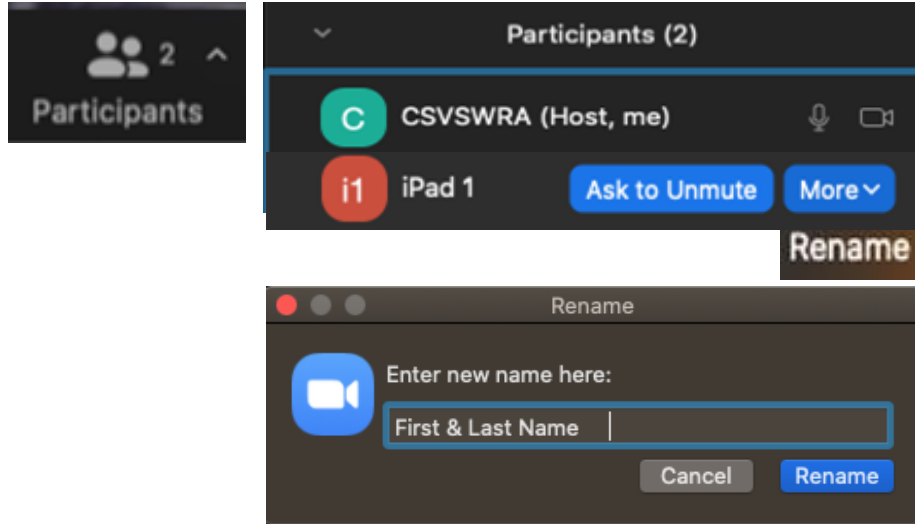 2
Participants
Participants (2)
C CSVSWRA (Host, me)
i1 iPad 1 Ask to Unmute More
Rename
Rename
Enter new name here:
First & Last Name
Cancel Rename